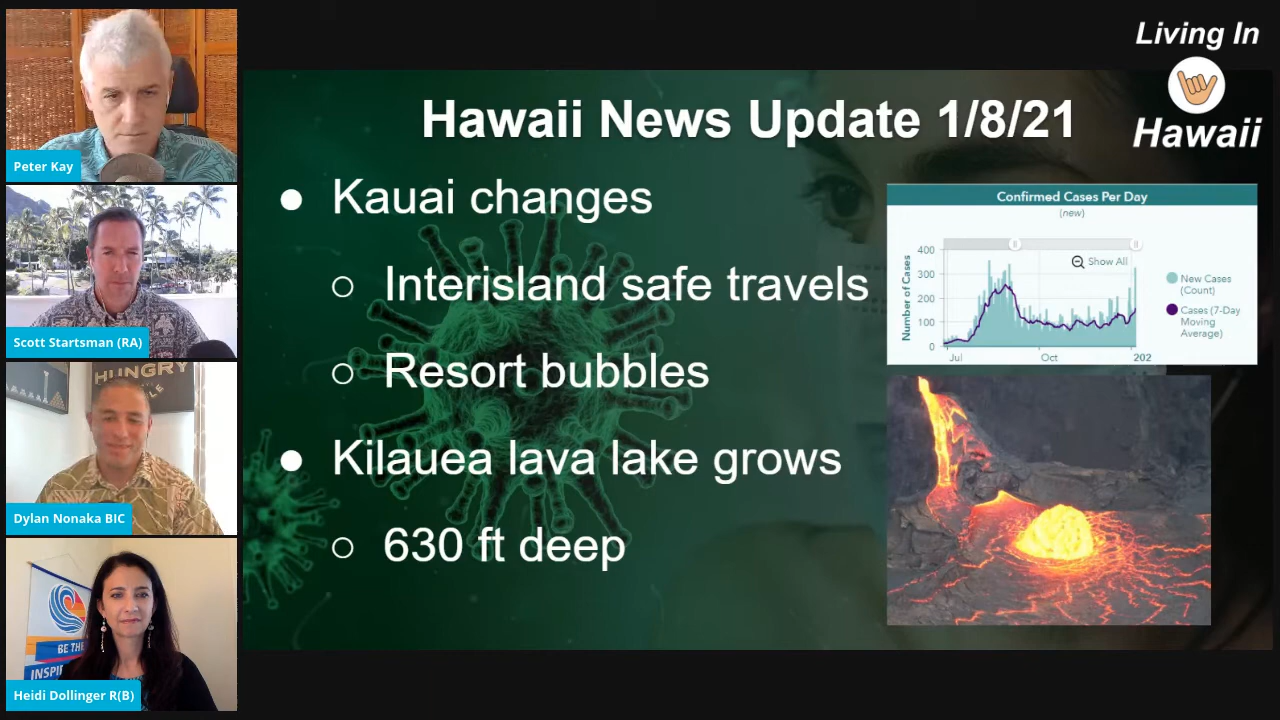 Living In
Hawaii
Hawaii News Update 1/8/21
● Kauai changes
○ Interisland safe travels
○ Resort bubbles
● Kilauea lava lake grows
○ 630 ft deep
Confirmed Cases Per Day
(new)
Show All
Number of Cases
400
300
200
100
0
Jul
Oct
202
New Cases
(Count)
Cases (7-Day
Moving
Average)
Peter Kay
Scott Startsman (RA)
HUNGRY
Dylan Nonaka BIC
BE THE
INSPI
Heidi Dollinger R(B)